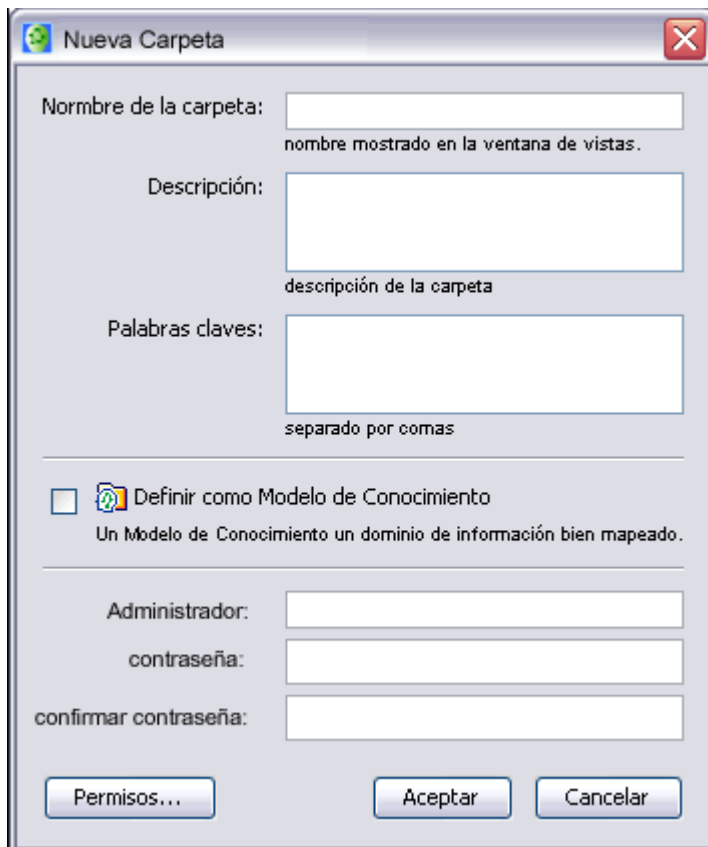 Nueva Carpeta
Normbre de la carpeta:
nombre mostrado en la ventana de vistas.
Descripción:
descripción de la carpeta
Palabras claves:
separado por comas
Definir como Modelo de Conocimiento
Un Modelo de Conocimiento un dominio de información bien mapeado.
Administrador:
contraseña:
confirmar contraseña:
Permisos... Aceptar Cancelar